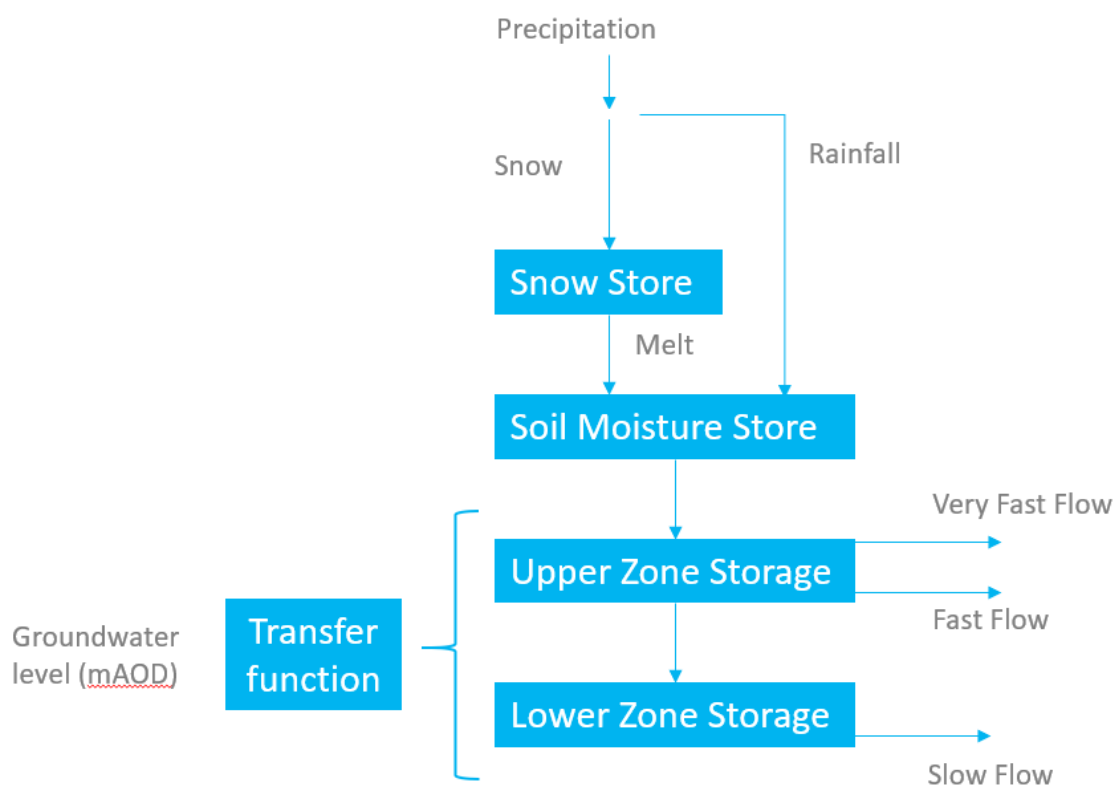 Precipitation
Rainfall
Snow
Snow Store
Melt
Soil Moisture Store
Very Fast Flow
Upper Zone Storage
Fast Flow
Groundwater
level (mAOD)
Transfer
function
Lower Zone Storage
Slow Flow